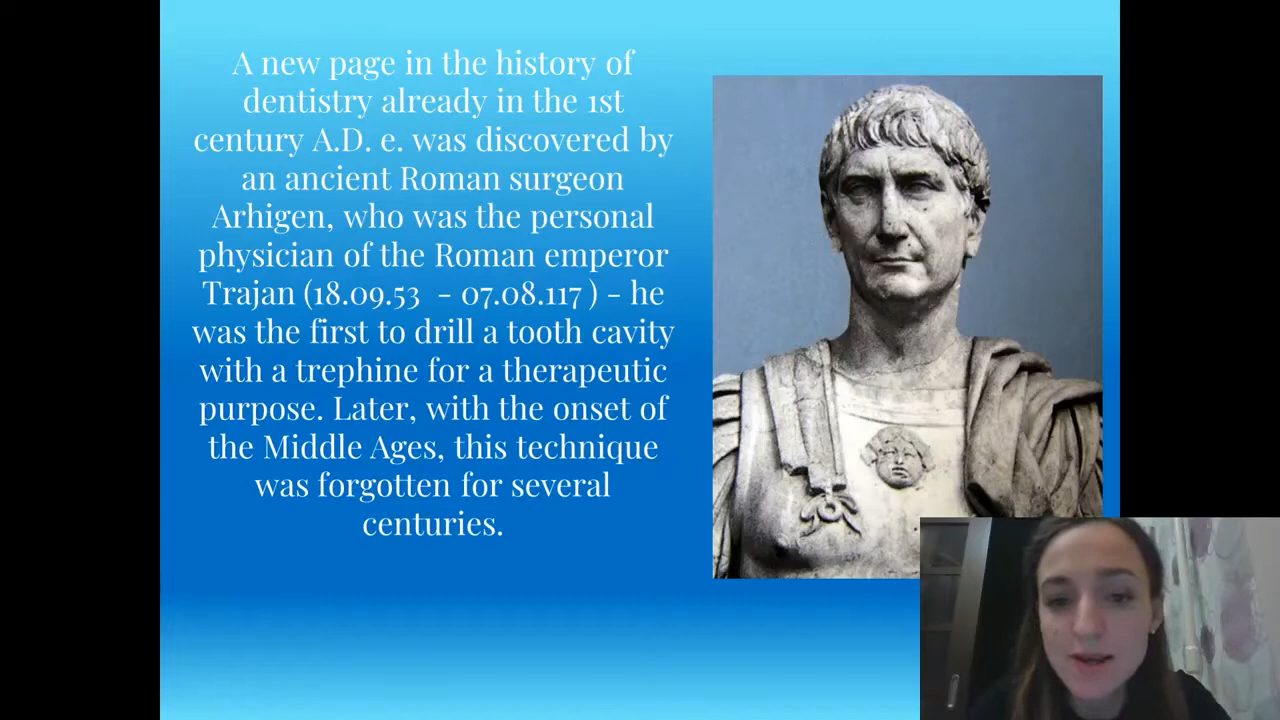 A new page in the history of
dentistry already in the 1st
century A.D. e. was discovered by
an ancient Roman surgeon
Arhigen, who was the personal
physician of the Roman emperor
Trajan (18.09.53 - 07.08.117 ) - he
was the first to drill a tooth cavity
with a trephine for a therapeutic
purpose. Later, with the onset of
the Middle Ages, this technique
was forgotten for several
centuries.